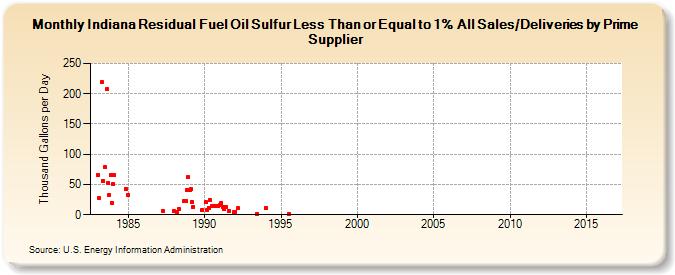 Monthly Indiana Residual Fuel Oil Sulfur Less Than or Equal to 1% All Sales/Deliveries by Prime
Supplier
Thousand Gallons per Day
250
200
150
100
50
0
1985 1990 1995 2000 2005 2010 2015
Source: U.S. Energy Information Administration